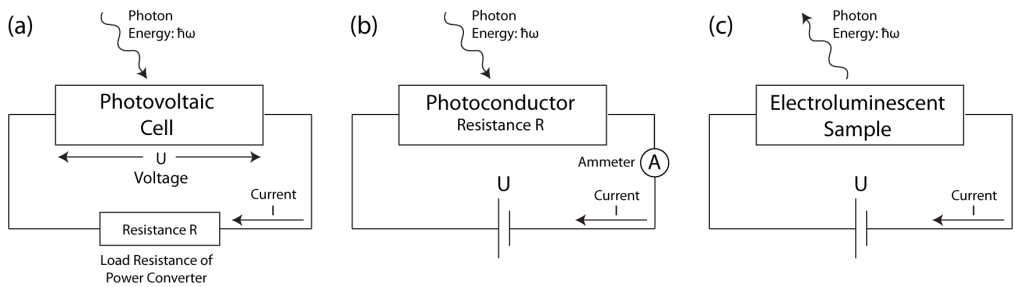 (a)
Photon
Energy: ħω
Photovoltaic
Cell
U
Voltage
Current
I
Resistance R
Load Resistance of
Power Converter
(b)
Photon
Energy: ħω
Photoconductor
Resistance R
Ammeter
A
U
Current
I
(c)
Photon
Energy: ħω
Electroluminescent
Sample
U
Current
I